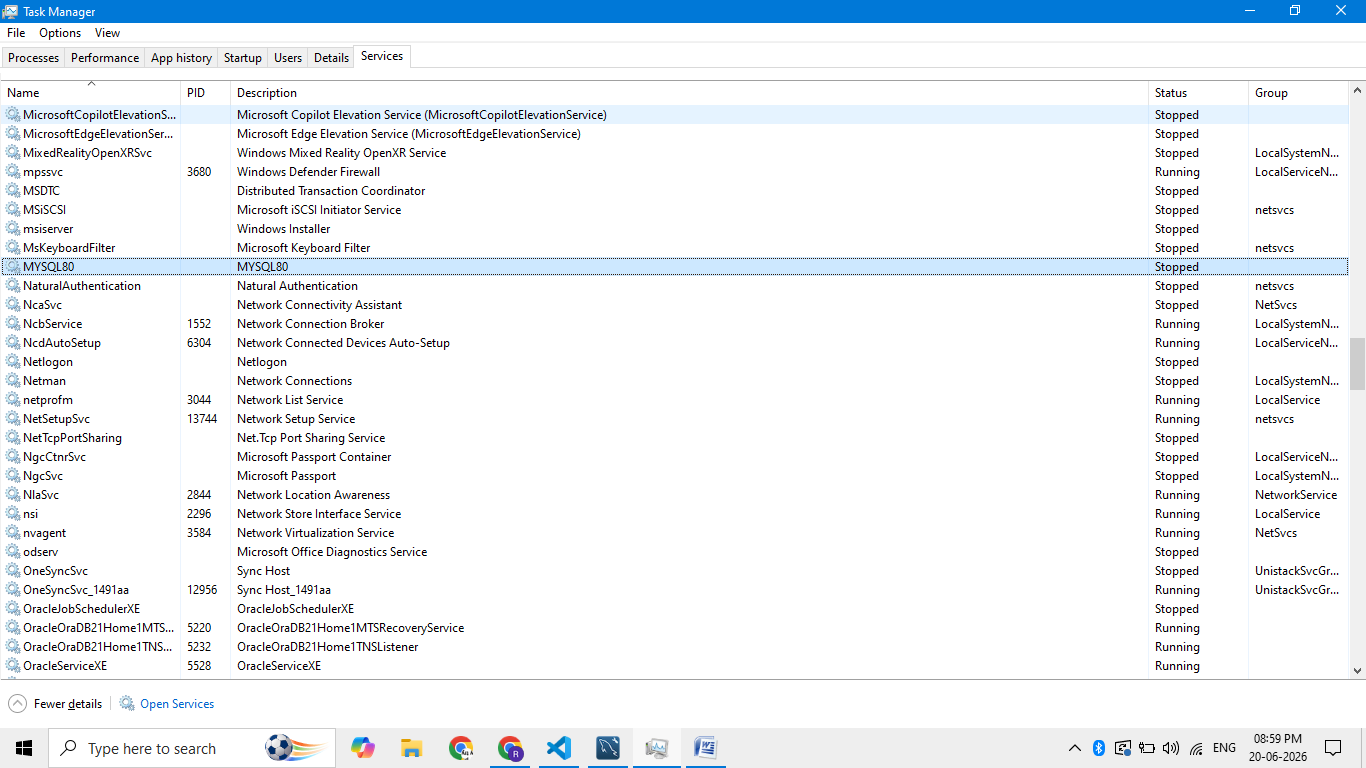 Task Manager
File Options View
Processes Performance App history Startup Users Details Services
Name PID Description Status Group
MicrosoftCopilotElevationS... Microsoft Copilot Elevation Service (MicrosoftCopilotElevationService) Stopped
MicrosoftEdgeElevationSer... Microsoft Edge Elevation Service (MicrosoftEdgeElevationService) Stopped
MixedRealityOpenXRSvc Windows Mixed Reality OpenXR Service Stopped LocalSystemN...
mpssvc 3680 Windows Defender Firewall Running LocalServiceN...
MSDTC Distributed Transaction Coordinator Stopped
MSiSCSI Microsoft iSCSI Initiator Service Stopped netsvcs
msiserver Windows Installer Stopped
MsKeyboardFilter Microsoft Keyboard Filter Stopped netsvcs
MYSQL80 MYSQL80 Stopped
NaturalAuthentication Natural Authentication Stopped netsvcs
NcaSvc Network Connectivity Assistant Stopped NetSvcs
NcbService 1552 Network Connection Broker Running LocalSystemN...
NcdAutoSetup 6304 Network Connected Devices Auto-Setup Running LocalServiceN...
Netlogon Netlogon Stopped
Netman Network Connections Stopped LocalSystemN...
netprofm 3044 Network List Service Running LocalService
NetSetupSvc 13744 Network Setup Service Running netsvcs
NetTcpPortSharing Net.Tcp Port Sharing Service Stopped
NgcCtnrSvc Microsoft Passport Container Stopped LocalServiceN...
NgcSvc Microsoft Passport Stopped LocalSystemN...
NlaSvc 2844 Network Location Awareness Running NetworkService
nsi 2296 Network Store Interface Service Running LocalService
nvagent 3584 Network Virtualization Service Running NetSvcs
odserv Microsoft Office Diagnostics Service Stopped
OneSyncSvc Sync Host Stopped UnistackSvcGr...
OneSyncSvc_1491aa 12956 Sync Host_1491aa Running UnistackSvcGr...
OracleJobSchedulerXE OracleJobSchedulerXE Stopped
OracleOraDB21Home1MTS... 5220 OracleOraDB21Home1MTSRecoveryService Running
OracleOraDB21Home1TNS... 5232 OracleOraDB21Home1TNSListener Running
OracleServiceXE 5528 OracleServiceXE Running
Fewer details Open Services
Type here to search ENG 08:59 PM
20-06-2026